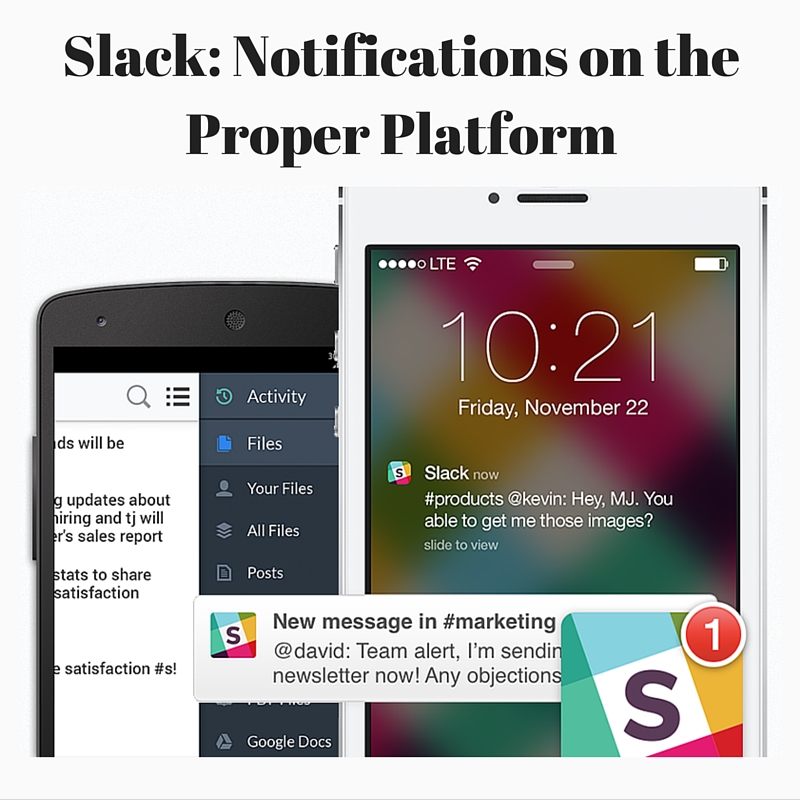 Slack: Notifications on the
Proper Platform
LTE
10:21
Friday, November 22
Slack now
#products @kevin: Hey, MJ. You
able to get me those images?
slide to view
Activity
Files
Your Files
All Files
Posts
Google Docs
nds will be
g updates about
hiring and tj will
er's sales report
stats to share
satisfaction
e satisfaction #s!
New message in #marketing
@david: Team alert, I'm sendin
newsletter now! Any objections
S
S
1